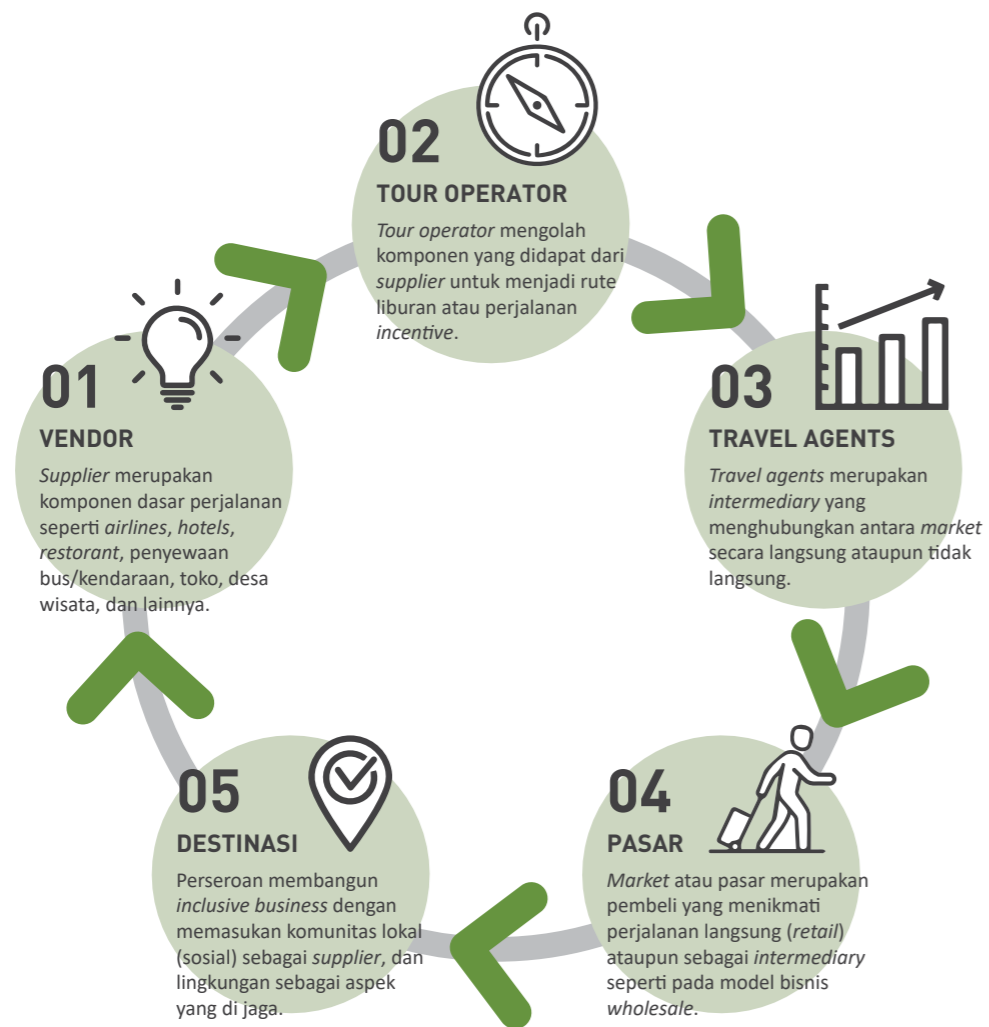 01
VENDOR
Supplier merupakan
komponen dasar perjalanan
seperti airlines, hotels,
restorant, penyewaan
bus/kendaraan, toko, desa
wisata, dan lainnya.
02
TOUR OPERATOR
Tour operator mengolah
komponen yang didapat dari
supplier untuk menjadi rute
liburan atau perjalanan
incentive.
03
TRAVEL AGENTS
Travel agents merupakan
intermediary yang
menghubungkan antara market
secara langsung ataupun tidak
langsung.
04
PASAR
Market atau pasar merupakan
pembeli yang menikmati
perjalanan langsung (retail)
ataupun sebagai intermediary
seperti pada model bisnis
wholesale.
05
DESTINASI
Perseroan membangun
inclusive business dengan
memasukan komunitas lokal
(sosial) sebagai supplier, dan
lingkungan sebagai aspek
yang di jaga.